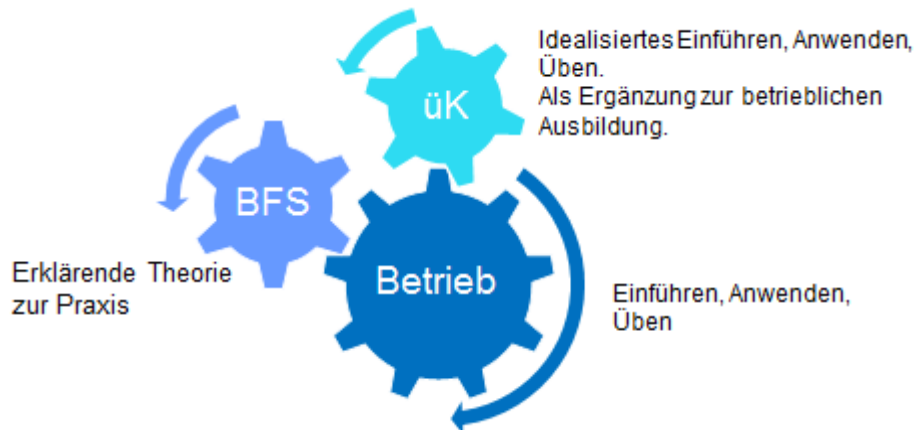 Idealisiertes Einführen, Anwenden,
Üben.
Als Ergänzung zur betrieblichen
Ausbildung.
üK
BFS
Betrieb
Erklärende Theorie
zur Praxis
Einführen, Anwenden,
Üben